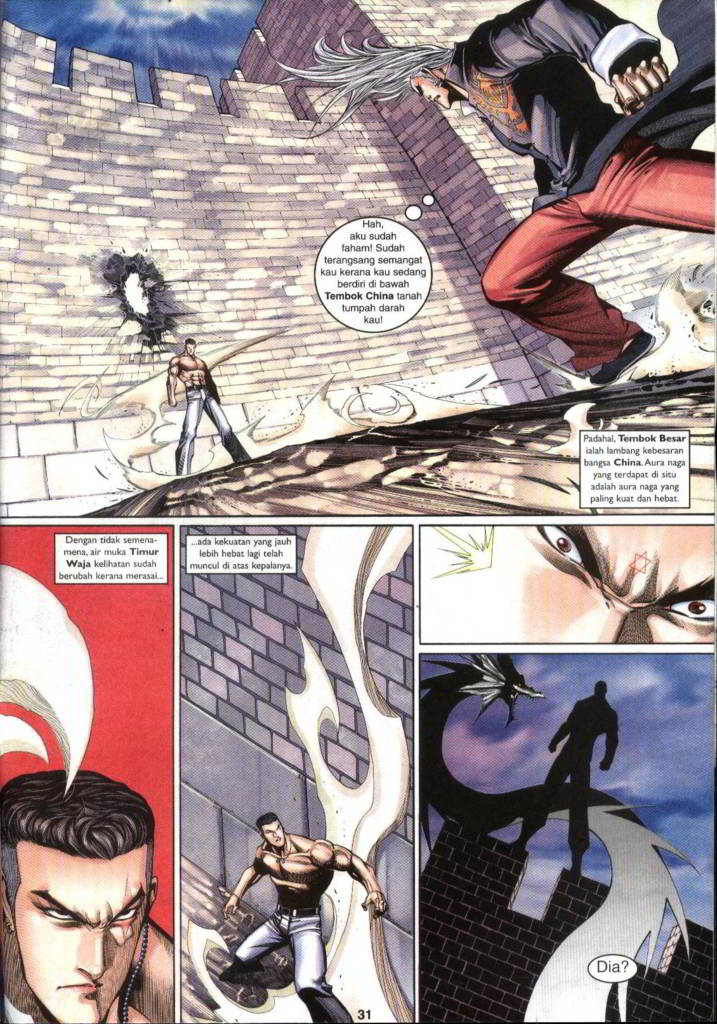 Hah,
aku sudah
faham! Sudah
terangsang semangat
kau kerana kau sedang
berdiri di bawah
Tembok China tanah
tumpah darah
kau!
Padahal, Tembok Besar
ialah lambang kebesaran
bangsa China. Aura naga
yang terdapat di situ
adalah aura naga yang
paling kuat dan hebat.
Dengan tidak semena-
mena, air muka Timur
Waja kelihatan sudah
berubah kerana merasai...
...ada kekuatan yang jauh
lebih hebat lagi telah
muncul di atas kepalanya.
Dia?
31